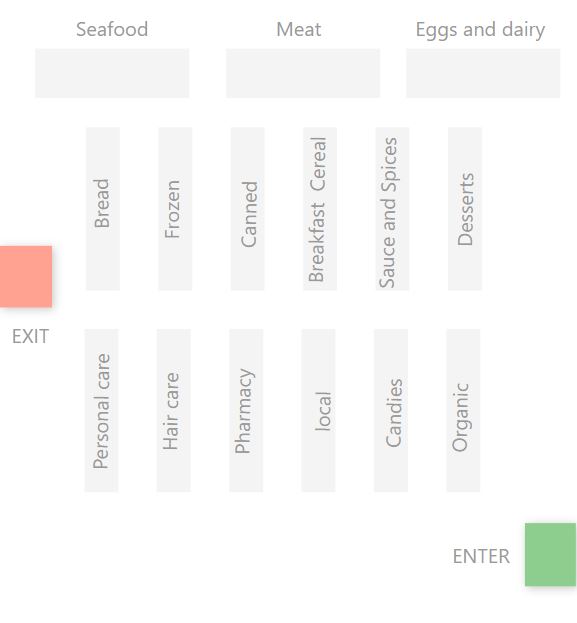 Seafood
Meat
Eggs and dairy
Bread
Frozen
Canned
Breakfast Cereal
Sauce and Spices
Desserts
EXIT
Personal care
Hair care
Pharmacy
local
Candies
Organic
ENTER